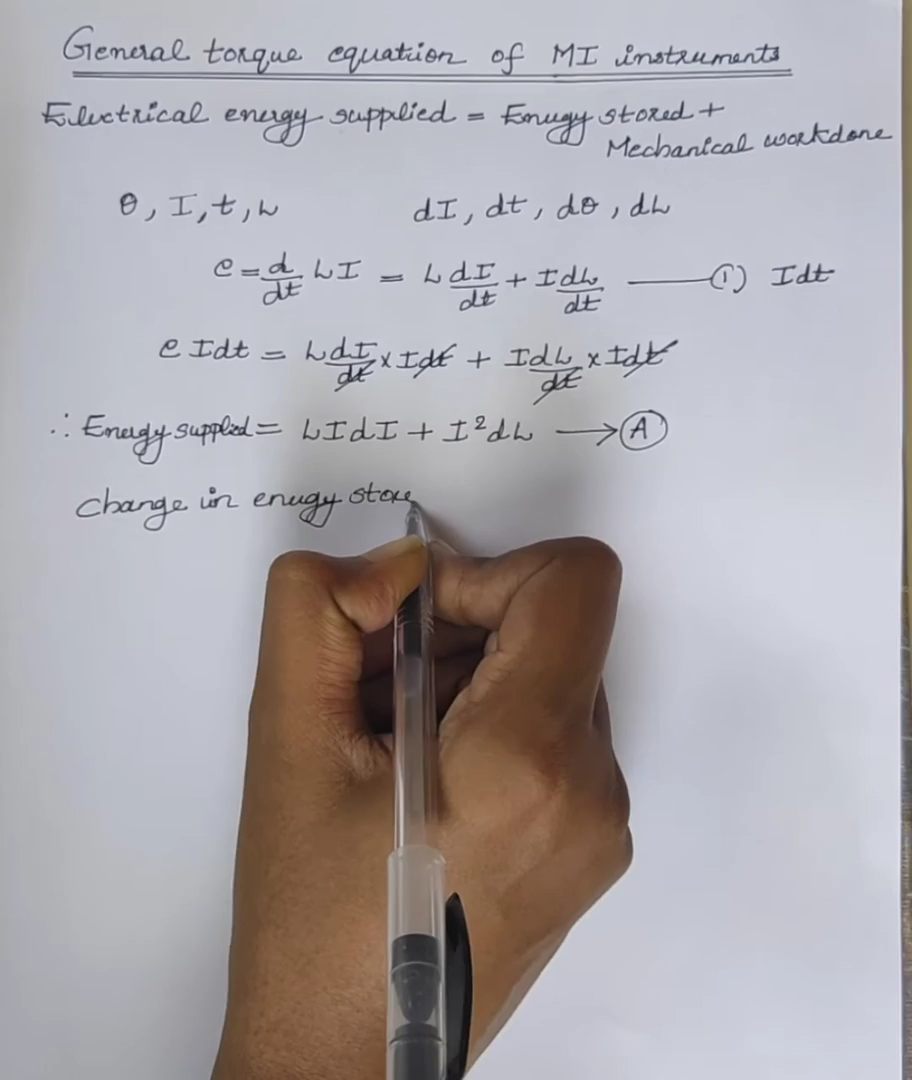 General torque equation of MI instruments
Electrical energy supplied = Energy stored +
Mechanical workdone
θ, I, t, L dI, dt, dθ, dL
e = d/dt LI = L dI/dt + I dL/dt —— ① Idt
e Idt = L dI/dt × Idt + I dL/dt × Idt
∴ Energy supplied = LIdI + I²dL → Ⓐ
Change in energy store